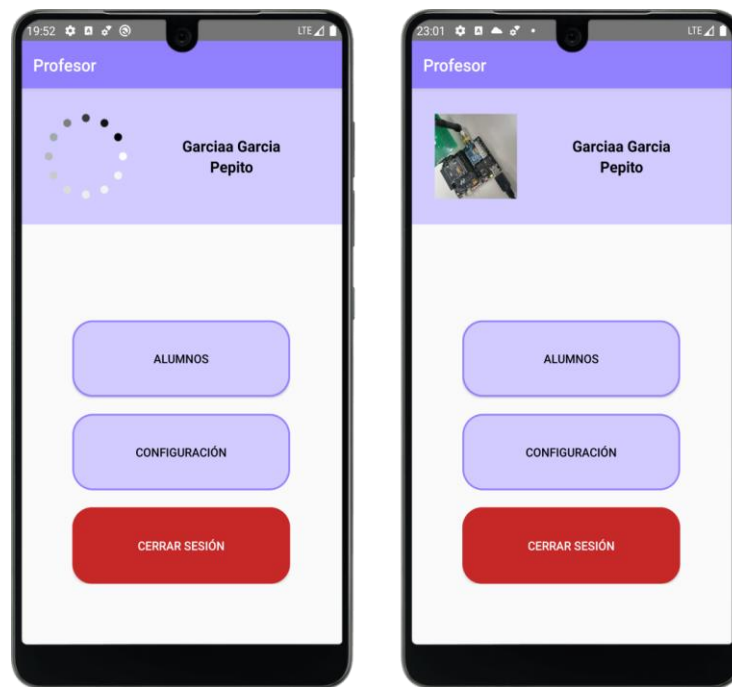 19:52
LTE
Profesor
Garciaa Garcia
Pepito
ALUMNOS
CONFIGURACIÓN
CERRAR SESIÓN
23:01
LTE
Profesor
Garciaa Garcia
Pepito
ALUMNOS
CONFIGURACIÓN
CERRAR SESIÓN